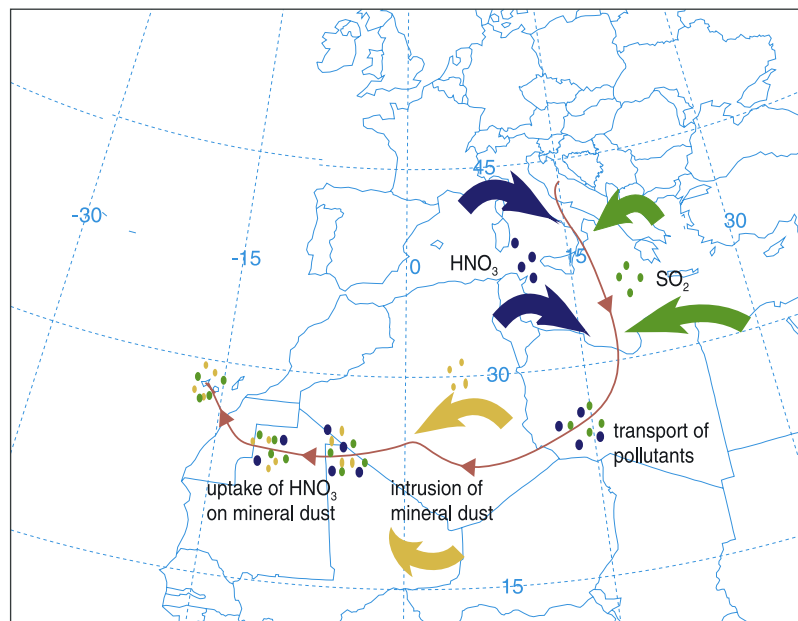 45
-30
30
-15
0
HNO₃
15
SO₂
30
transport of
pollutants
uptake of HNO₃
on mineral dust
intrusion of
mineral dust
15